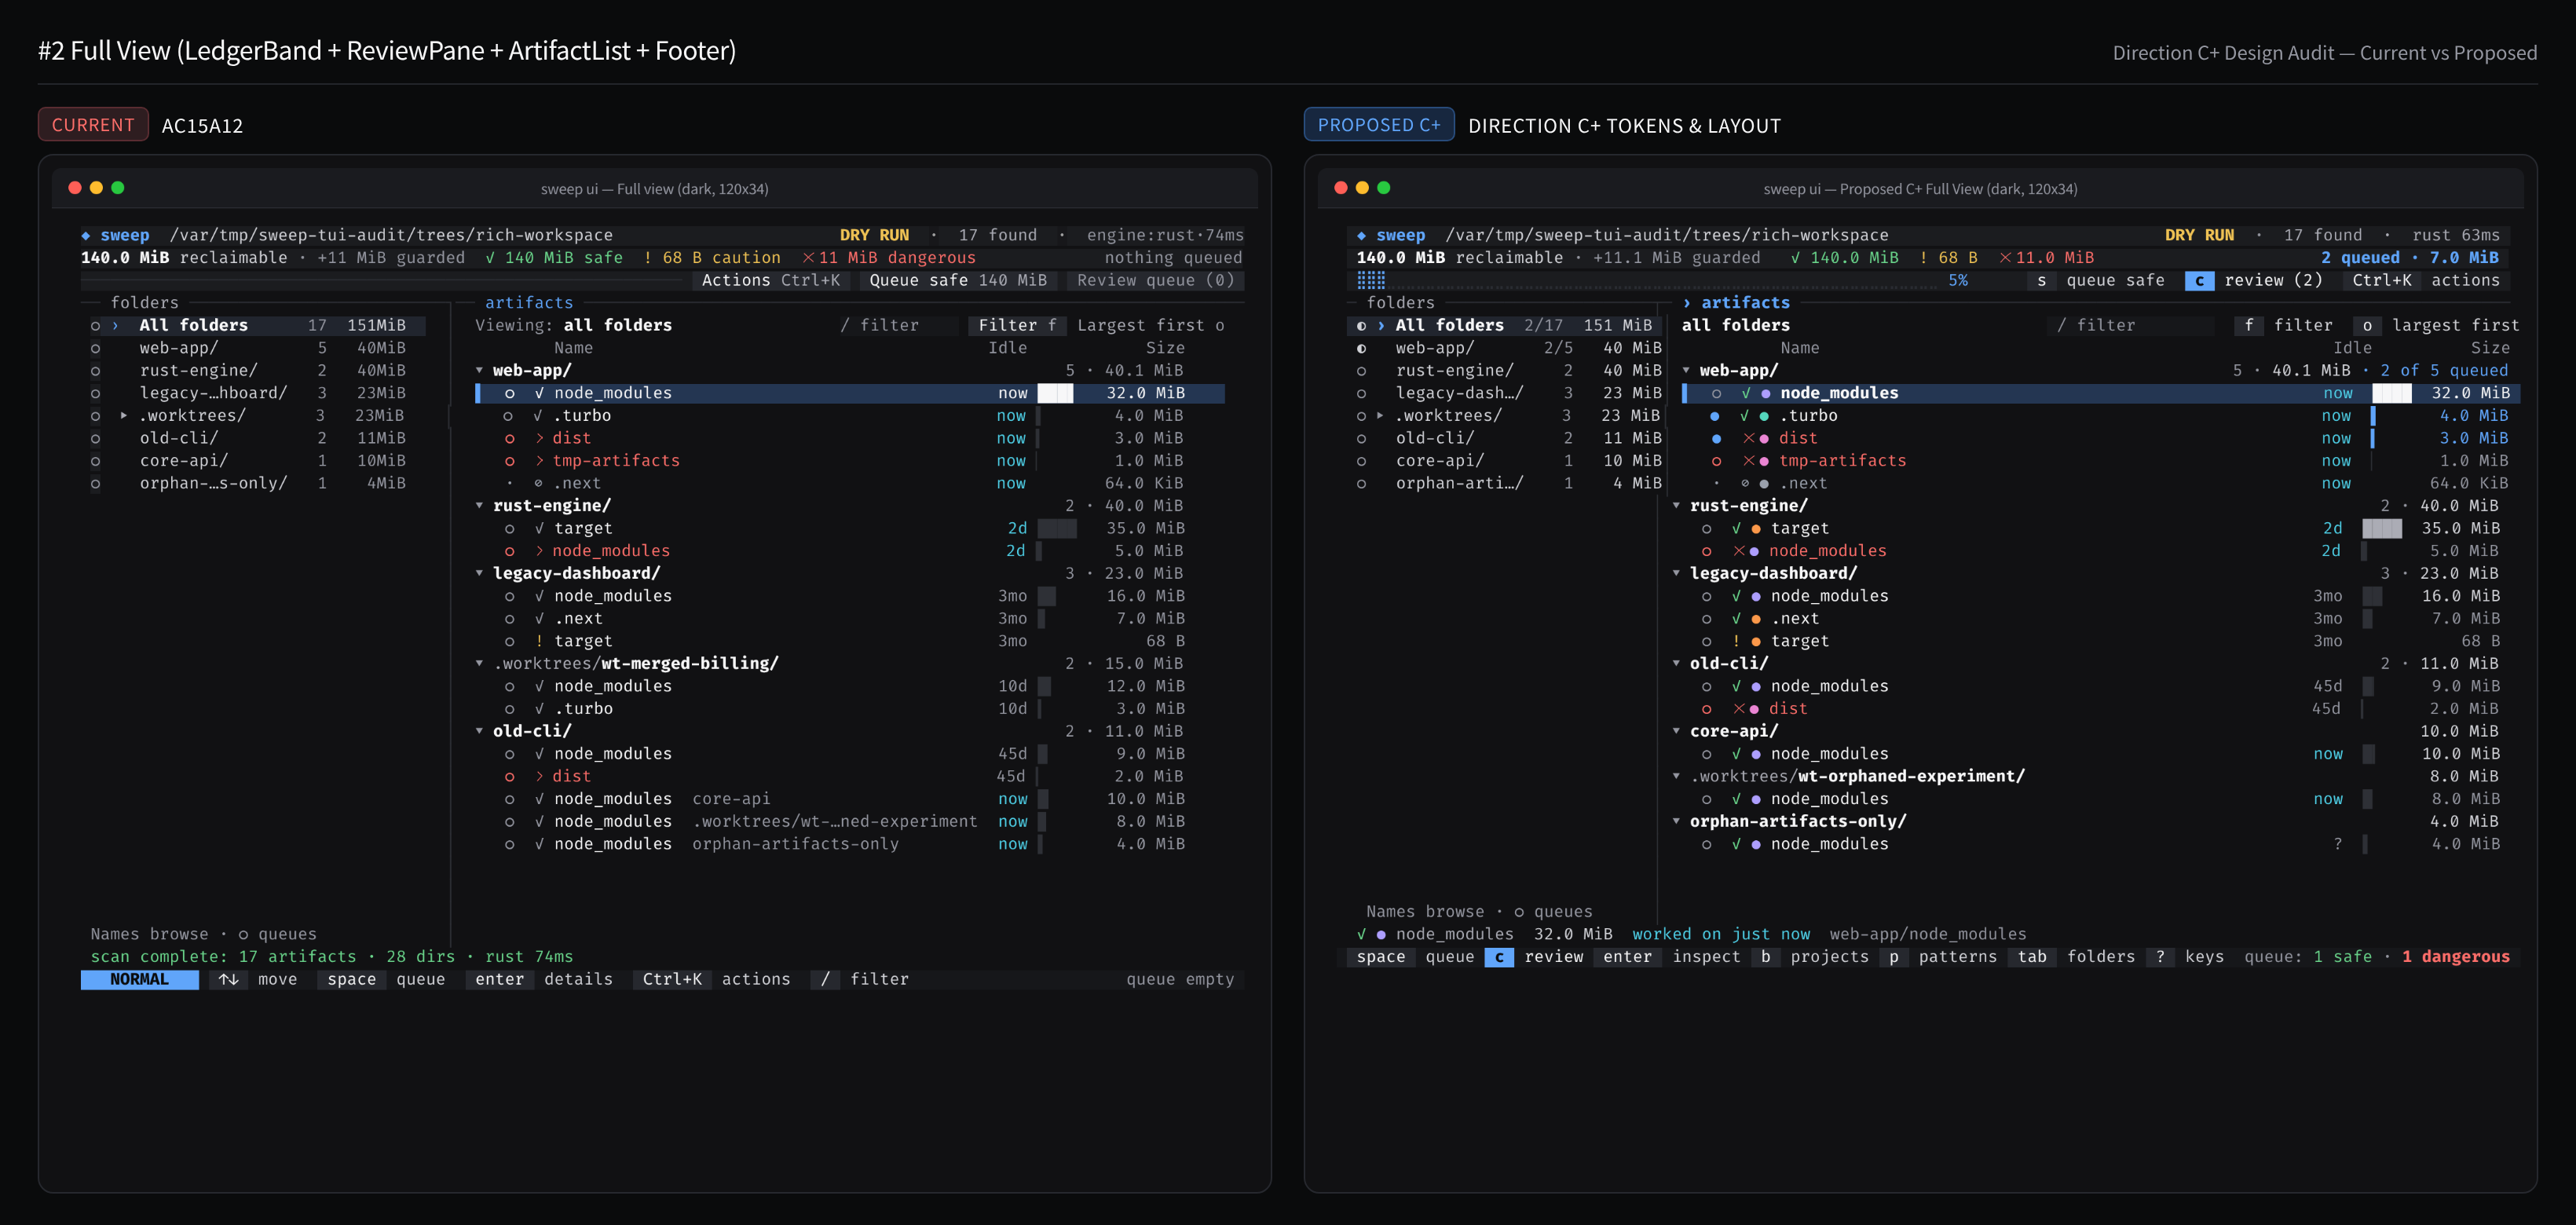 #2 Full View (LedgerBand + ReviewPane + ArtifactList + Footer)
Direction C+ Design Audit — Current vs Proposed
CURRENT AC15A12
sweep ui — Full view (dark, 120x34)
◆ sweep /var/tmp/sweep-tui-audit/trees/rich-workspace DRY RUN · 17 found · engine:rust·74ms
140.0 MiB reclaimable · +11 MiB guarded √ 140 MiB safe ! 68 B caution ×11 MiB dangerous nothing queued
Actions Ctrl+K Queue safe 140 MiB Review queue (0)
folders
○ › All folders 17 151MiB
○ web-app/ 5 40MiB
○ rust-engine/ 2 40MiB
○ legacy-…hboard/ 3 23MiB
○ ▸ .worktrees/ 3 23MiB
○ old-cli/ 2 11MiB
○ core-api/ 1 10MiB
○ orphan-…s-only/ 1 4MiB
Names browse · ○ queues
artifacts
Viewing: all folders / filter Filter f Largest first o
Name Idle Size
▾ web-app/ 5 · 40.1 MiB
○ √ node_modules now 32.0 MiB
○ √ .turbo now 4.0 MiB
○ > dist now 3.0 MiB
○ > tmp-artifacts now 1.0 MiB
· ⊘ .next now 64.0 KiB
▾ rust-engine/ 2 · 40.0 MiB
○ √ target 2d 35.0 MiB
○ > node_modules 2d 5.0 MiB
▾ legacy-dashboard/ 3 · 23.0 MiB
○ √ node_modules 3mo 16.0 MiB
○ √ .next 3mo 7.0 MiB
○ ! target 3mo 68 B
▾ .worktrees/wt-merged-billing/ 2 · 15.0 MiB
○ √ node_modules 10d 12.0 MiB
○ √ .turbo 10d 3.0 MiB
▾ old-cli/ 2 · 11.0 MiB
○ √ node_modules 45d 9.0 MiB
○ > dist 45d 2.0 MiB
○ √ node_modules core-api now 10.0 MiB
○ √ node_modules .worktrees/wt-…ned-experiment now 8.0 MiB
○ √ node_modules orphan-artifacts-only now 4.0 MiB
scan complete: 17 artifacts · 28 dirs · rust 74ms
NORMAL ↑↓ move space queue enter details Ctrl+K actions / filter queue empty
PROPOSED C+ DIRECTION C+ TOKENS & LAYOUT
sweep ui — Proposed C+ Full View (dark, 120x34)
◆ sweep /var/tmp/sweep-tui-audit/trees/rich-workspace DRY RUN · 17 found · rust 63ms
140.0 MiB reclaimable · +11.1 MiB guarded √ 140.0 MiB ! 68 B ×11.0 MiB 2 queued · 7.0 MiB
5% s queue safe c review (2) Ctrl+K actions
folders
◐ › All folders 2/17 151 MiB
◐ web-app/ 2/5 40 MiB
○ rust-engine/ 2 40 MiB
○ legacy-dash…/ 3 23 MiB
○ ▸ .worktrees/ 3 23 MiB
○ old-cli/ 2 11 MiB
○ core-api/ 1 10 MiB
○ orphan-arti…/ 1 4 MiB
Names browse · ○ queues
› artifacts
all folders / filter f filter o largest first
Name Idle Size
▾ web-app/ 5 · 40.1 MiB · 2 of 5 queued
○ √ ● node_modules now 32.0 MiB
● √ ● .turbo now 4.0 MiB
● × ● dist now 3.0 MiB
○ × ● tmp-artifacts now 1.0 MiB
· ⊘ ● .next now 64.0 KiB
▾ rust-engine/ 2 · 40.0 MiB
○ √ ● target 2d 35.0 MiB
○ × ● node_modules 2d 5.0 MiB
▾ legacy-dashboard/ 3 · 23.0 MiB
○ √ ● node_modules 3mo 16.0 MiB
○ √ ● .next 3mo 7.0 MiB
○ ! ● target 3mo 68 B
▾ old-cli/ 2 · 11.0 MiB
○ √ ● node_modules 45d 9.0 MiB
○ × ● dist 45d 2.0 MiB
▾ core-api/ 10.0 MiB
○ √ ● node_modules now 10.0 MiB
▾ .worktrees/wt-orphaned-experiment/ 8.0 MiB
○ √ ● node_modules now 8.0 MiB
▾ orphan-artifacts-only/ 4.0 MiB
○ √ ● node_modules ? 4.0 MiB
√ ● node_modules 32.0 MiB worked on just now web-app/node_modules
space queue c review enter inspect b projects p patterns tab folders ? keys queue: 1 safe · 1 dangerous